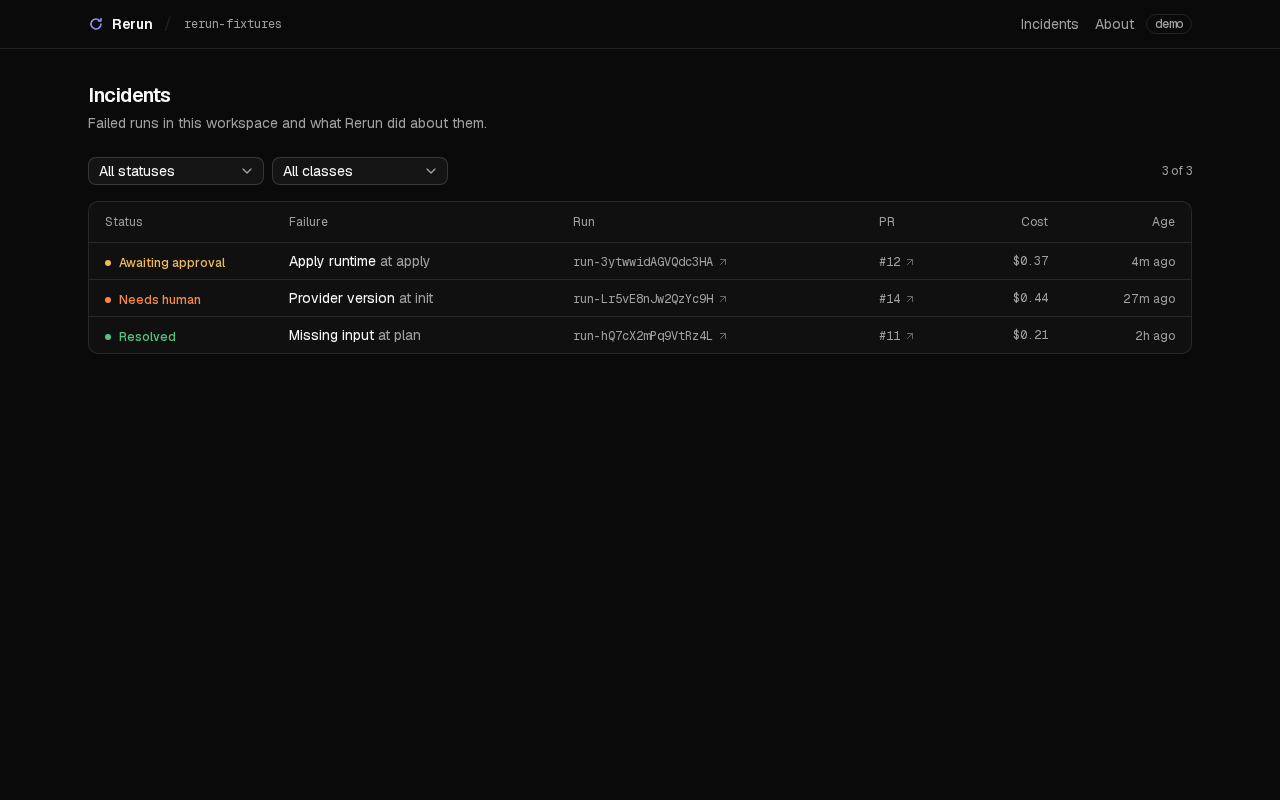 Rerun / rerun-fixtures Incidents About demo
Incidents
Failed runs in this workspace and what Rerun did about them.
All statuses All classes 3 of 3
Status Failure Run PR Cost Age
Awaiting approval Apply runtime at apply run-3ytwwidAGVQdc3HA ↗ #12 ↗ $0.37 4m ago
Needs human Provider version at init run-Lr5vE8nJw2QzYc9H ↗ #14 ↗ $0.44 27m ago
Resolved Missing input at plan run-hQ7cX2mPq9VtRz4L ↗ #11 ↗ $0.21 2h ago